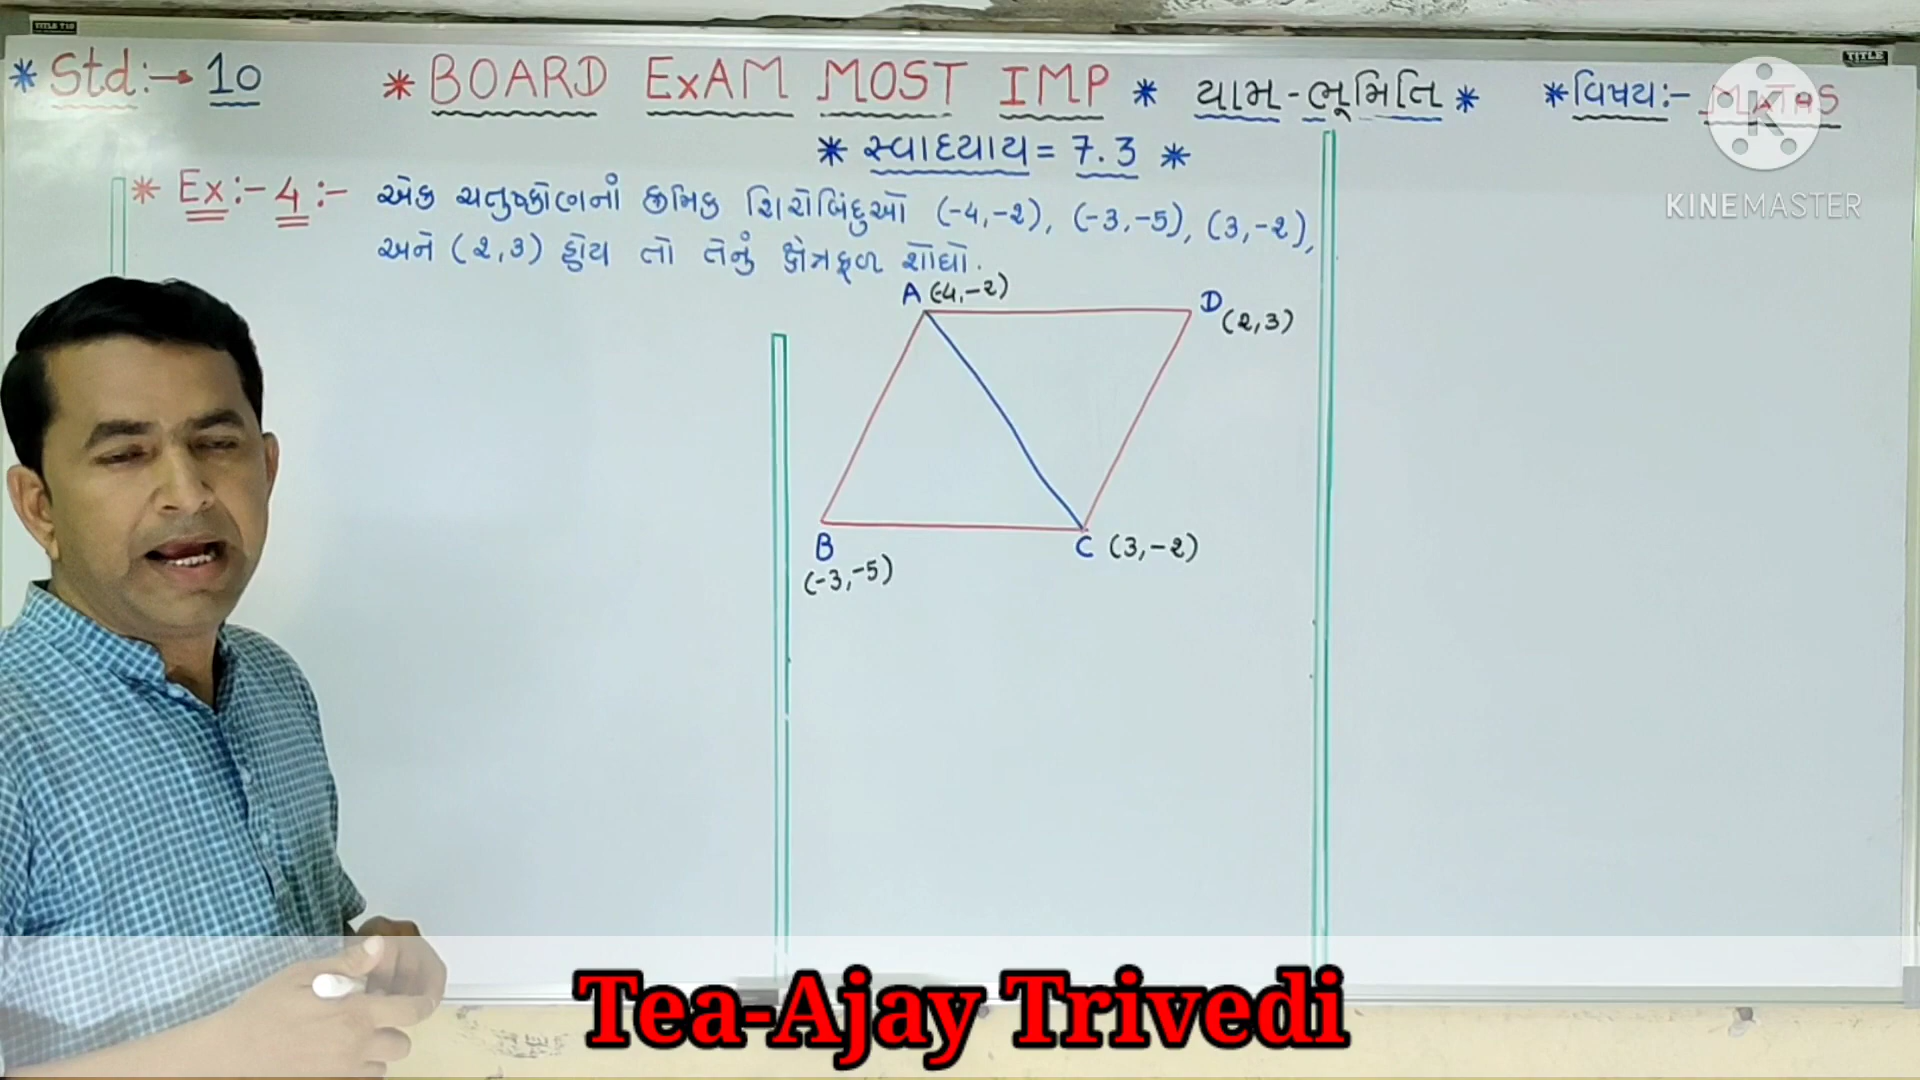 * Std:→ 10 * BOARD ExAM MOST IMP * યામ-ભૂમિતિ * * વિષય:- MATHS
* સ્વાધ્યાય = 7.3 *
* Ex:- 4 :- એક ચતુષ્કોણનાં ક્રમિક શિરોબિંદુઓ (-4,-2), (-3,-5), (3,-2),
અને (2,3) હોય તો તેનું ક્ષેત્રફળ શોધો.
A (-4,-2)
D (2,3)
B (-3,-5)
C (3,-2)
K
KINEMASTER
Tea-Ajay Trivedi